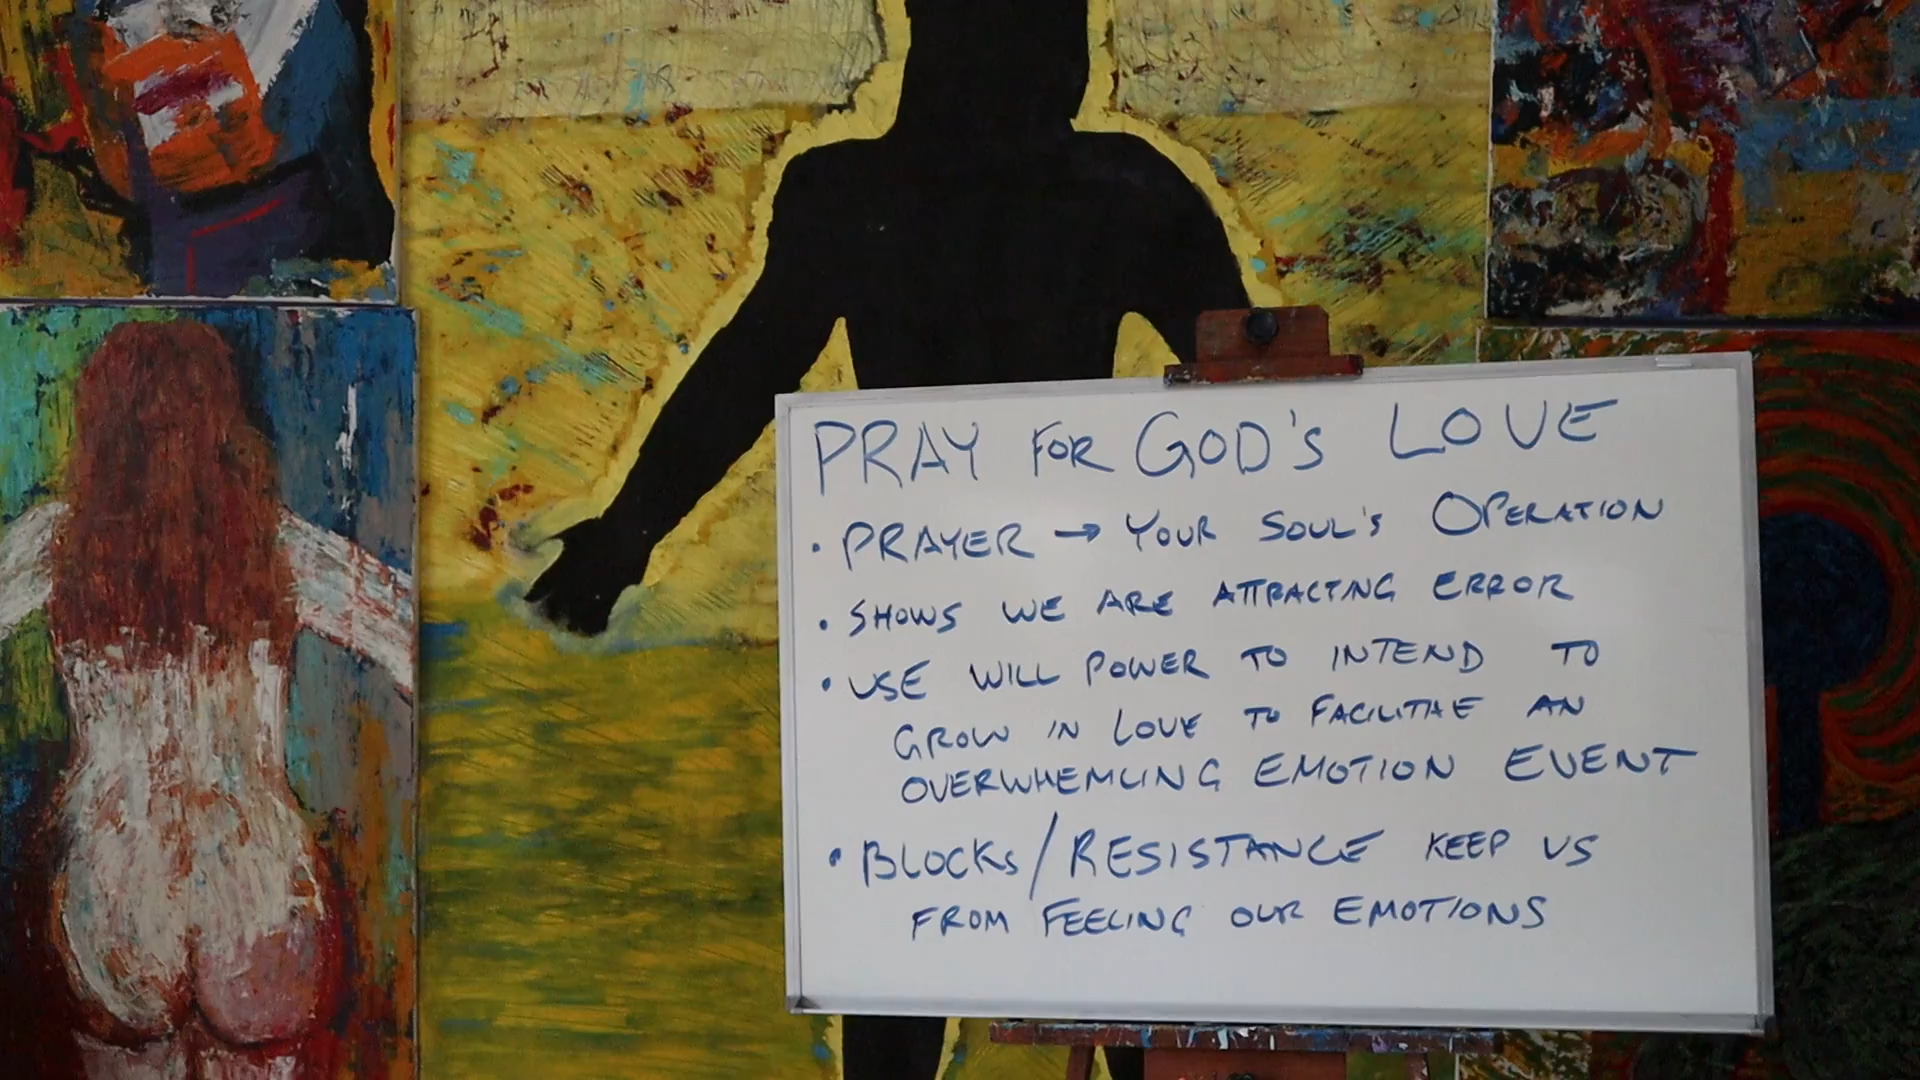 PRAY FOR GOD'S LOVE
• PRAYER → YOUR SOUL'S OPERATION
• SHOWS WE ARE ATTRACTING ERROR
• USE WILL POWER TO INTEND TO
GROW IN LOVE TO FACILITAE AN
OVERWHEMLING EMOTION EVENT
• BLOCKS/RESISTANCE KEEP US
FROM FEELING OUR EMOTIONS